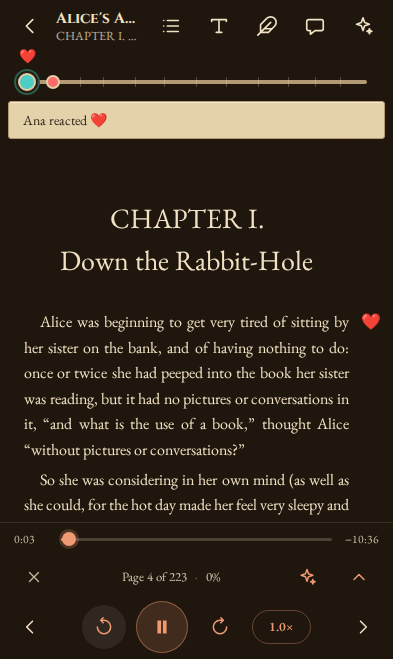 ALICE'S A...
CHAPTER I. ...
Ana reacted ❤️
CHAPTER I.
Down the Rabbit-Hole
Alice was beginning to get very tired of sitting by
her sister on the bank, and of having nothing to do:
once or twice she had peeped into the book her sister
was reading, but it had no pictures or conversations in
it, “and what is the use of a book,” thought Alice
“without pictures or conversations?”
So she was considering in her own mind (as well as
she could, for the hot day made her feel very sleepy and
0:03
−10:36
Page 4 of 223 · 0%
1.0×